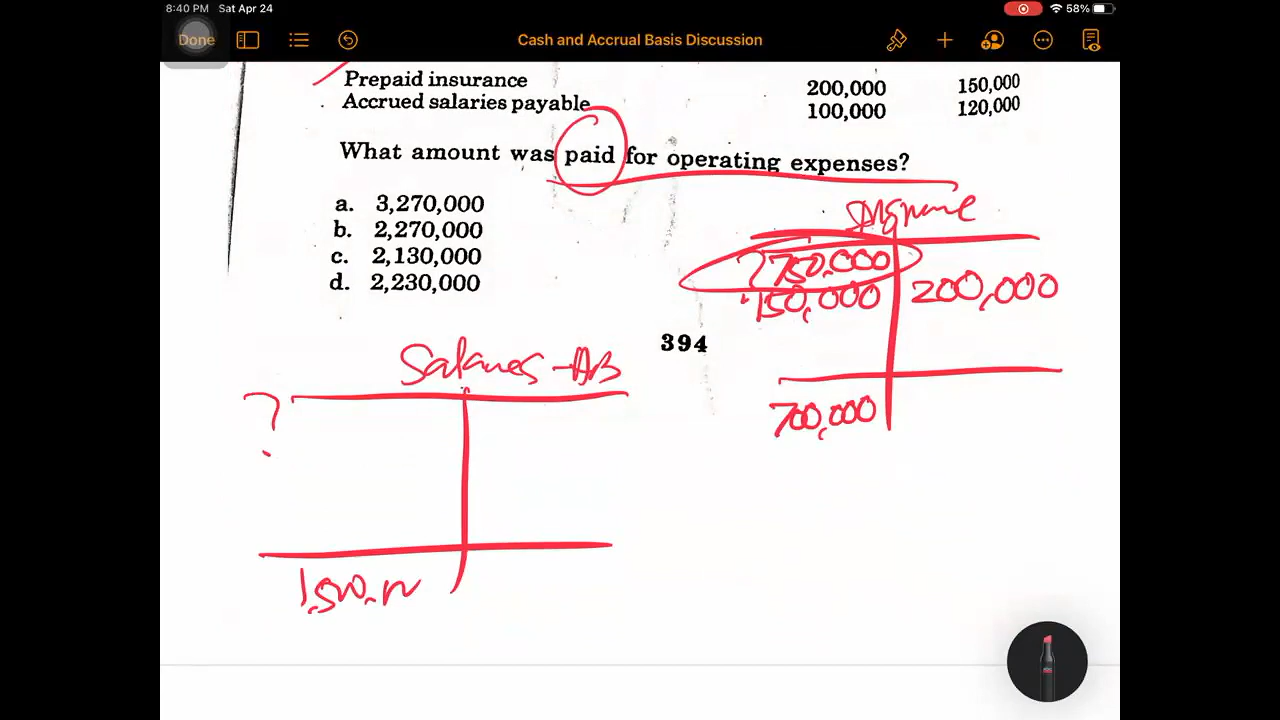 8:40 PM Sat Apr 24
58%
Done
Cash and Accrual Basis Discussion
Prepaid insurance 200,000 150,000
Accrued salaries payable 100,000 120,000
What amount was paid for operating expenses?
a. 3,270,000
b. 2,270,000
c. 2,130,000
d. 2,230,000
? 750,000
150,000 200,000
394
Salaries - AB
?
700,000